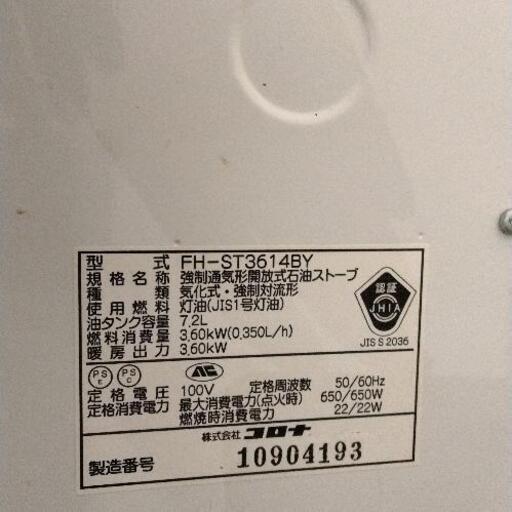 型式 FH-ST3614BY
規格名称 強制通気形開放式石油ストーブ
種類 気化式・強制対流形
使用燃料 灯油(JIS1号灯油)
油タンク容量 7.2L
燃料消費量 3.60kW(0.350L/h)
暖房出力 3.60kW
認証
JHIA
JIS S 2036
PS E PS C
定格電圧 100V 定格周波数 50/60Hz
定格消費電力 最大消費電力(点火時) 650/650W
燃焼時消費電力 22/22W
株式会社 コロナ
製造番号 10904193